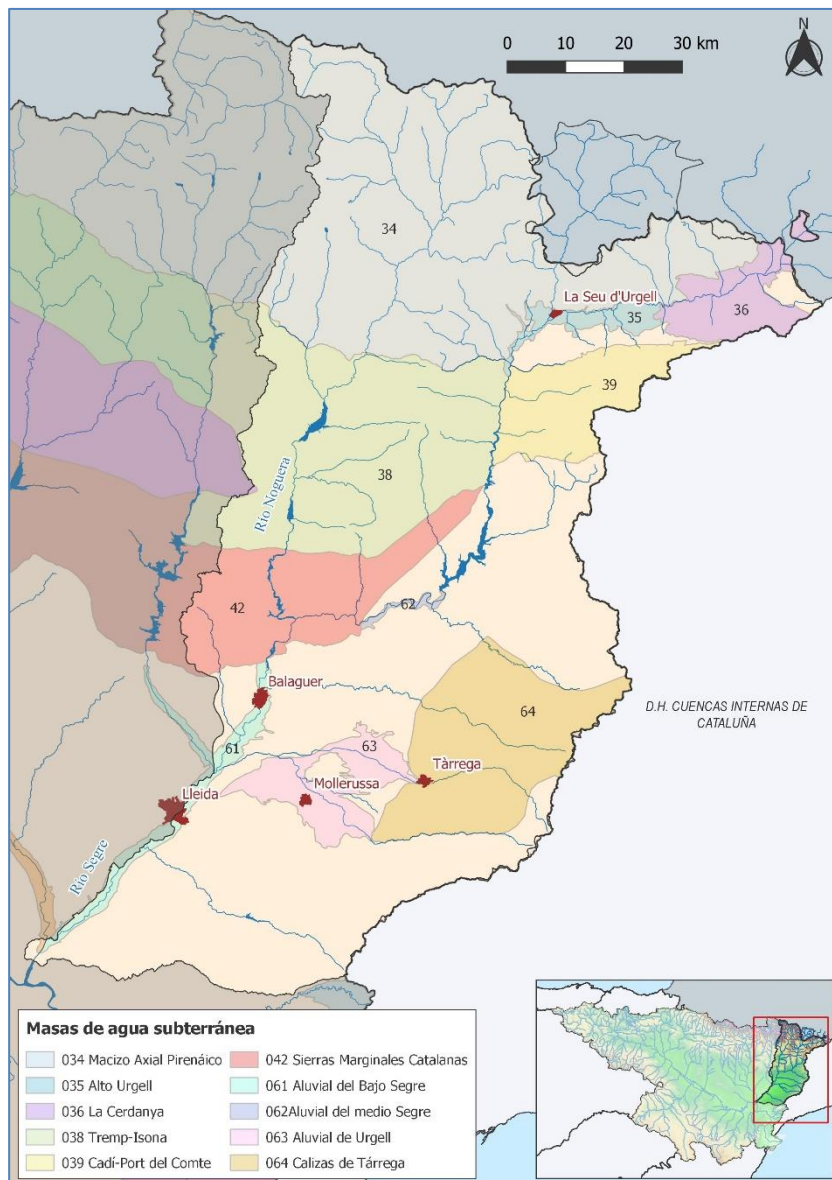 N
0 10 20 30 km
34
La Seu d'Urgell
35
36
39
38
Río Noguera
42
62
Balaguer
64
D.H. CUENCAS INTERNAS DE
CATALUÑA
61
63
Tàrrega
Mollerussa
Lleida
Río Segre
Masas de agua subterránea
034 Macizo Axial Pirenáico
035 Alto Urgell
036 La Cerdanya
038 Tremp-Isona
039 Cadí-Port del Comte
042 Sierras Marginales Catalanas
061 Aluvial del Bajo Segre
062Aluvial del medio Segre
063 Aluvial de Urgell
064 Calizas de Tárrega